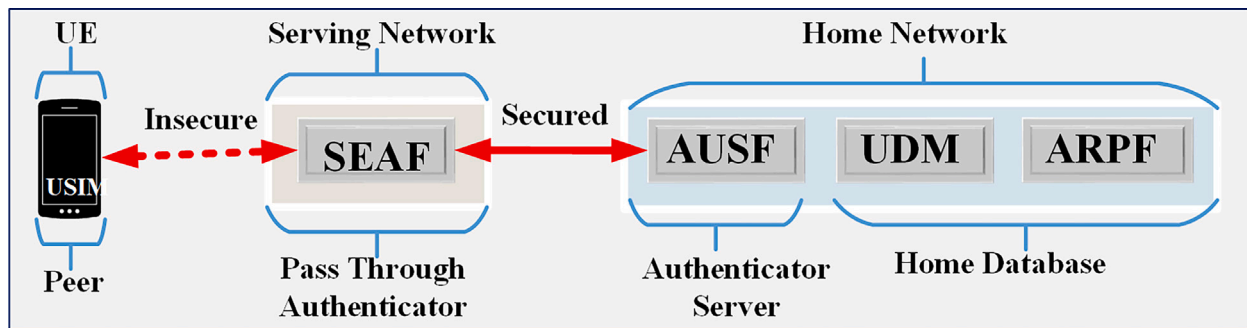 UE
Serving Network
Home Network
Insecure
Secured
USIM
SEAF
AUSF
UDM
ARPF
Peer
Pass Through
Authenticator
Authenticator
Server
Home Database